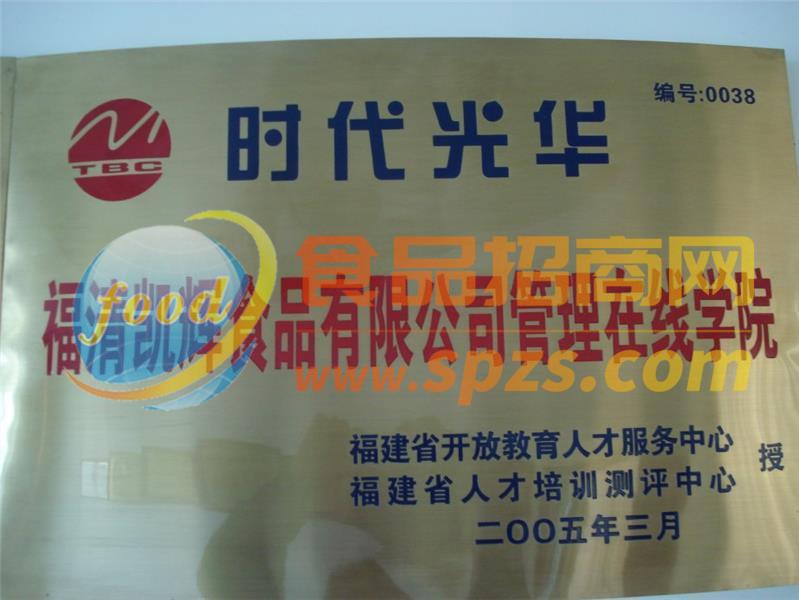 编号:0038
TBC
时代光华
食品招商网
food
福清凯辉食品有限公司管理在线学院
www.spzs.com
福建省开放教育人才服务中心
福建省人才培训测评中心
授
二〇〇五年三月